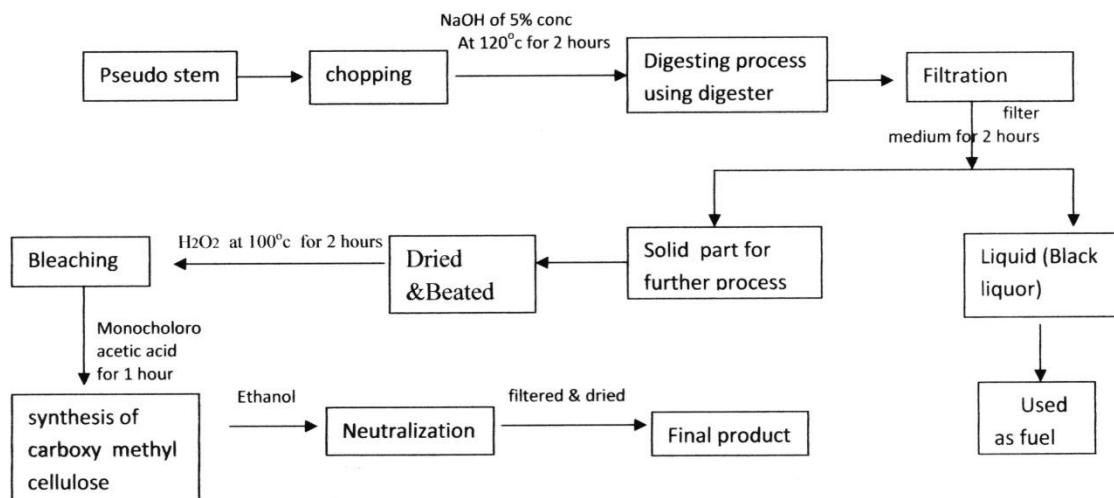 NaOH of 5% conc
At 120°c for 2 hours
Pseudo stem
chopping
Digesting process
using digester
Filtration
filter
medium for 2 hours
Solid part for
further process
Liquid (Black
liquor)
Used
as fuel
Dried
&Beated
H2O2 at 100°c for 2 hours
Bleaching
Monocholoro
acetic acid
for 1 hour
synthesis of
carboxy methyl
cellulose
Ethanol
Neutralization
filtered & dried
Final product